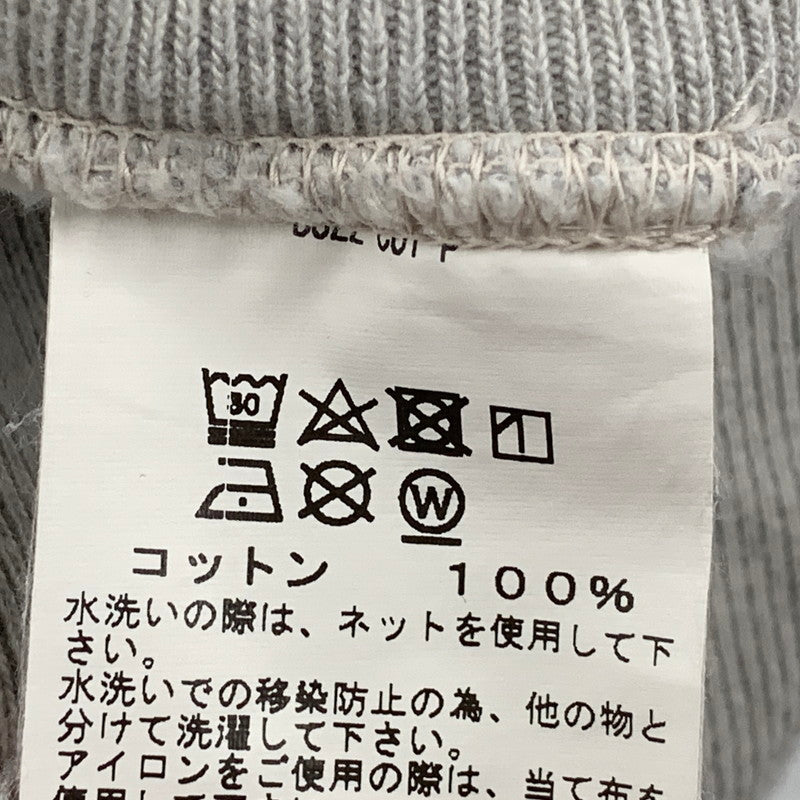 30
W
コットン 100%
水洗いの際は、ネットを使用して下
さい。
水洗いでの移染防止の為、他の物と
分けて洗濯して下さい。
アイロンをご使用の際は、当て布を